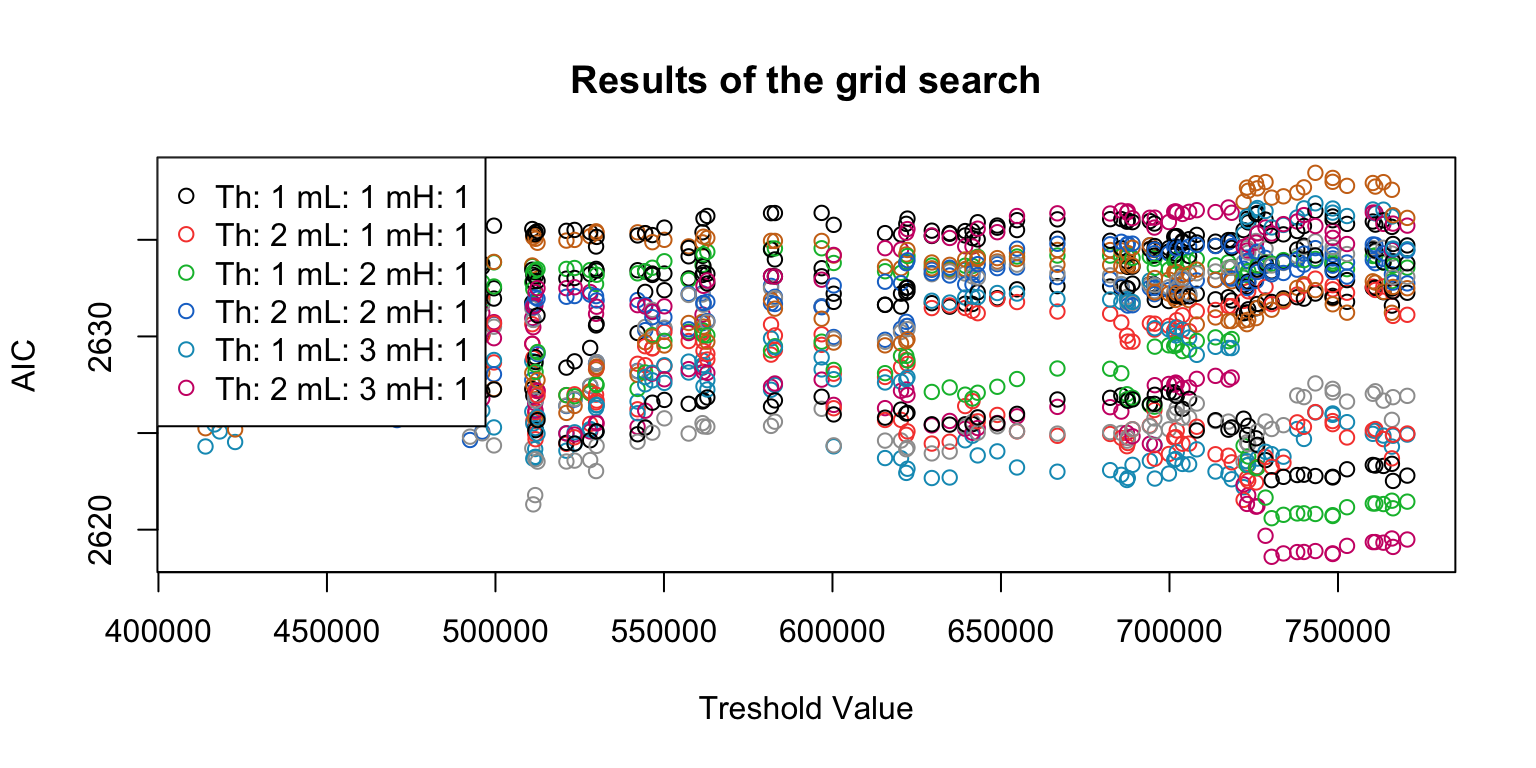 Results of the grid search
Th: 1 mL: 1 mH: 1
Th: 2 mL: 1 mH: 1
Th: 1 mL: 2 mH: 1
Th: 2 mL: 2 mH: 1
Th: 1 mL: 3 mH: 1
Th: 2 mL: 3 mH: 1
AIC
2630
2620
400000 450000 500000 550000 600000 650000 700000 750000
Treshold Value